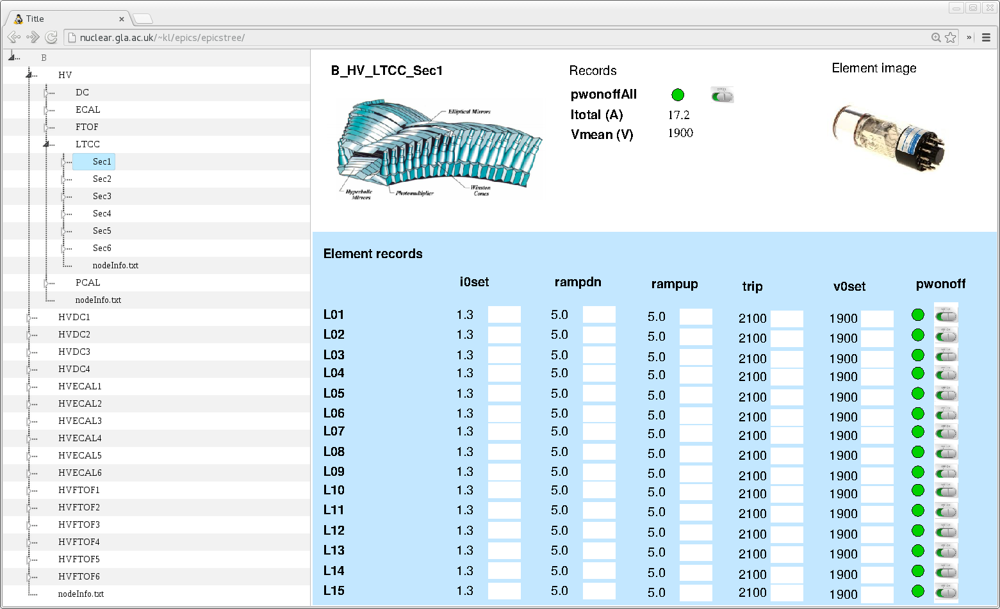 Title
nuclear.gla.ac.uk/~kl/epics/epicstree/
B
HV
DC
ECAL
FTOF
LTCC
Sec1
Sec2
Sec3
Sec4
Sec5
Sec6
nodeInfo.txt
PCAL
nodeInfo.txt
HVDC1
HVDC2
HVDC3
HVDC4
HVECAL1
HVECAL2
HVECAL3
HVECAL4
HVECAL5
HVECAL6
HVFTOF1
HVFTOF2
HVFTOF3
HVFTOF4
HVFTOF5
HVFTOF6
nodeInfo.txt
B_HV_LTCC_Sec1
Elliptical Mirrors
Hyperbolic Mirrors
Photomultiplier
Winston Cones
Records
pwonoffAll
Itotal (A) 17.2
Vmean (V) 1900
Element image
Element records
i0set rampdn rampup trip v0set pwonoff
L01 1.3 5.0 5.0 2100 1900
L02 1.3 5.0 5.0 2100 1900
L03 1.3 5.0 5.0 2100 1900
L04 1.3 5.0 5.0 2100 1900
L05 1.3 5.0 5.0 2100 1900
L06 1.3 5.0 5.0 2100 1900
L07 1.3 5.0 5.0 2100 1900
L08 1.3 5.0 5.0 2100 1900
L09 1.3 5.0 5.0 2100 1900
L10 1.3 5.0 5.0 2100 1900
L11 1.3 5.0 5.0 2100 1900
L12 1.3 5.0 5.0 2100 1900
L13 1.3 5.0 5.0 2100 1900
L14 1.3 5.0 5.0 2100 1900
L15 1.3 5.0 5.0 2100 1900